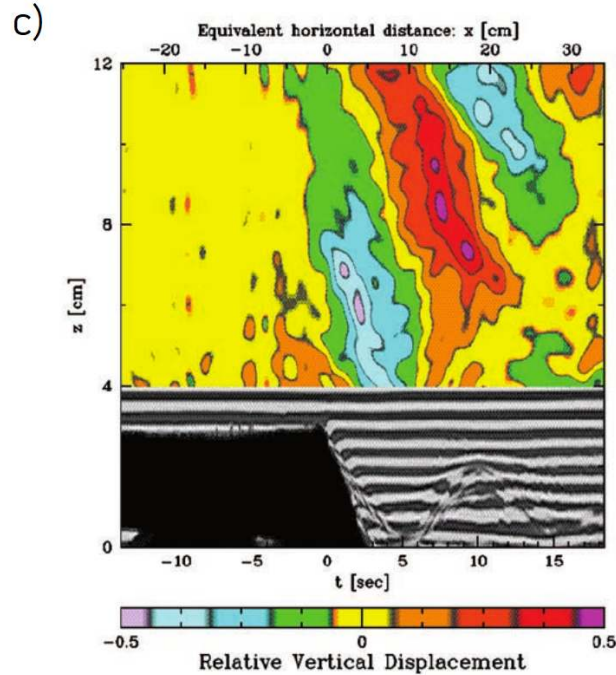 c)
Equivalent horizontal distance: x [cm]
-20 -10 0 10 20 30
12
8
z [cm]
4
0
-10 -5 0 5 10 15
t [sec]
-0.5 0 0.5
Relative Vertical Displacement